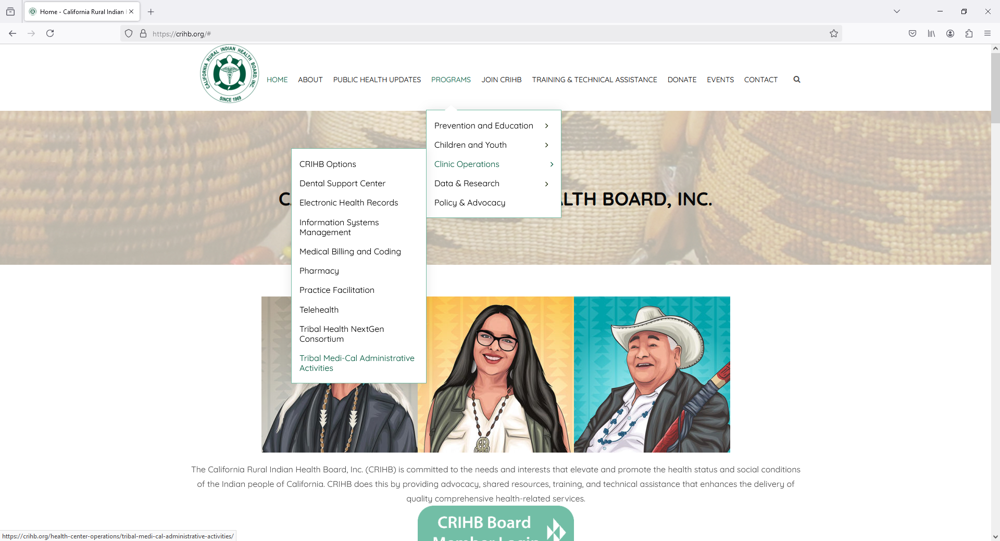 Home - California Rural Indian
https://crihb.org/#
CALIFORNIA RURAL INDIAN HEALTH BOARD, INC.
SINCE 1969
HOME ABOUT PUBLIC HEALTH UPDATES PROGRAMS JOIN CRIHB TRAINING & TECHNICAL ASSISTANCE DONATE EVENTS CONTACT
Prevention and Education
Children and Youth
Clinic Operations
Data & Research
Policy & Advocacy
CRIHB Options
Dental Support Center
Electronic Health Records
Information Systems
Management
Medical Billing and Coding
Pharmacy
Practice Facilitation
Telehealth
Tribal Health NextGen
Consortium
Tribal Medi-Cal Administrative
Activities
BOARD, INC.
The California Rural Indian Health Board, Inc. (CRIHB) is committed to the needs and interests that elevate and promote the health status and social conditions
of the Indian people of California. CRIHB does this by providing advocacy, shared resources, training, and technical assistance that enhances the delivery of
quality comprehensive health-related services.
CRIHB Board
Member Login
https://crihb.org/health-center-operations/tribal-medi-cal-administrative-activities/